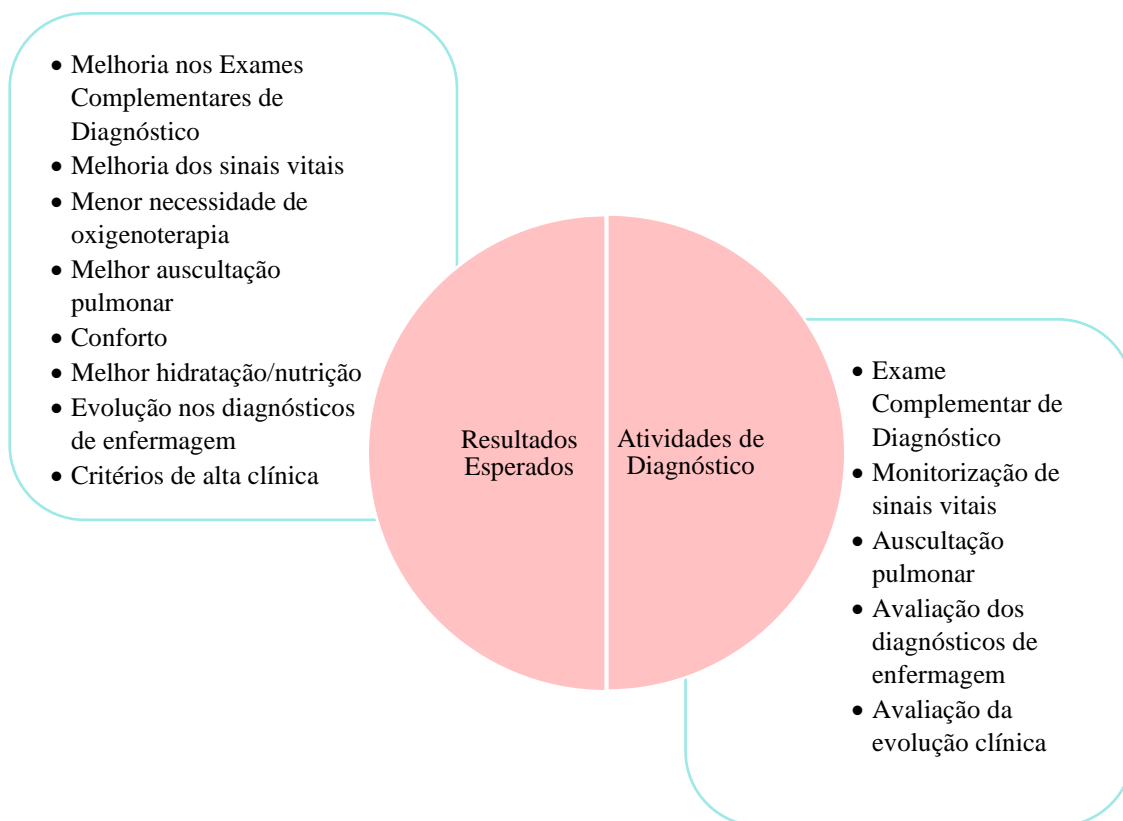 • Melhoria nos Exames
Complementares de
Diagnóstico
• Melhoria dos sinais vitais
• Menor necessidade de
oxigenoterapia
• Melhor auscultação
pulmonar
• Conforto
• Melhor hidratação/nutrição
• Evolução nos diagnósticos
de enfermagem
• Critérios de alta clínica
Resultados
Esperados
Atividades de
Diagnóstico
• Exame
Complementar de
Diagnóstico
• Monitorização de
sinais vitais
• Auscultação
pulmonar
• Avaliação dos
diagnósticos de
enfermagem
• Avaliação da
evolução clínica